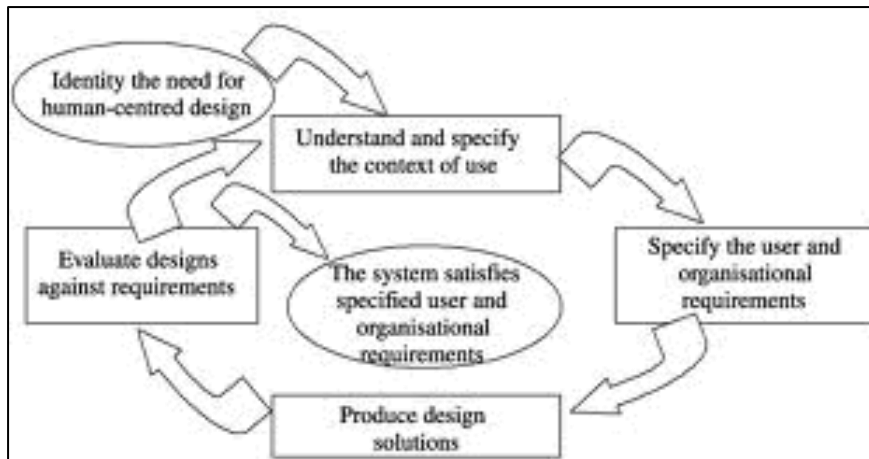 Identity the need for
human-centred design
Understand and specify
the context of use
Specify the user and
organisational
requirements
Evaluate designs
against requirements
The system satisfies
specified user and
organisational
requirements
Produce design
solutions